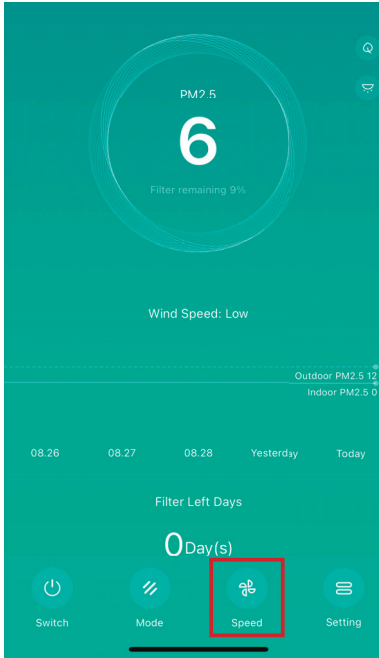 PM2.5
6
Filter remaining 9%
Wind Speed: Low
Outdoor PM2.5 12
Indoor PM2.5 0
08.26 08.27 08.28 Yesterday Today
Filter Left Days
0Day(s)
Switch Mode Speed Setting